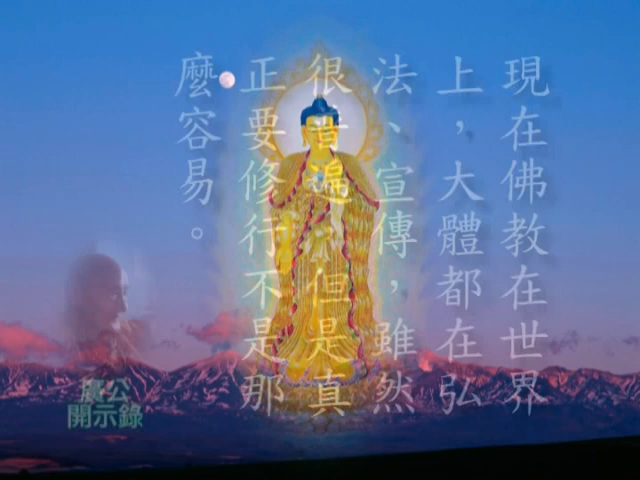 現在佛教在世界
上，大體都在弘
法、宣傳，雖然
很普遍，但是真
正要修行不是那
麼容易。
廣公
開示錄